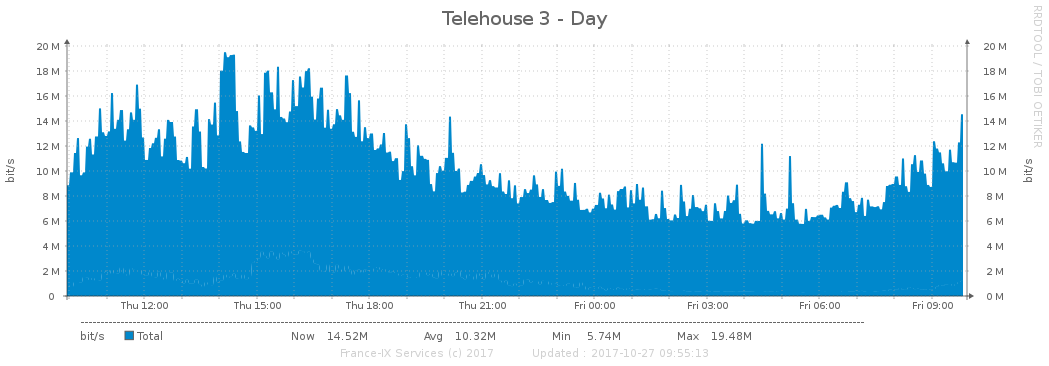 Telehouse 3 - Day
RRDTOOL / TOBI OETIKER
bit/s
20 M 20 M
18 M 18 M
16 M 16 M
14 M 14 M
12 M 12 M
10 M 10 M
8 M 8 M
6 M 6 M
4 M 4 M
2 M 2 M
0 0 M
bit/s
Thu 12:00 Thu 15:00 Thu 18:00 Thu 21:00 Fri 00:00 Fri 03:00 Fri 06:00 Fri 09:00
bit/s Total Now 14.52M Avg 10.32M Min 5.74M Max 19.48M
France-IX Services (c) 2017 Updated : 2017-10-27 09:55:13